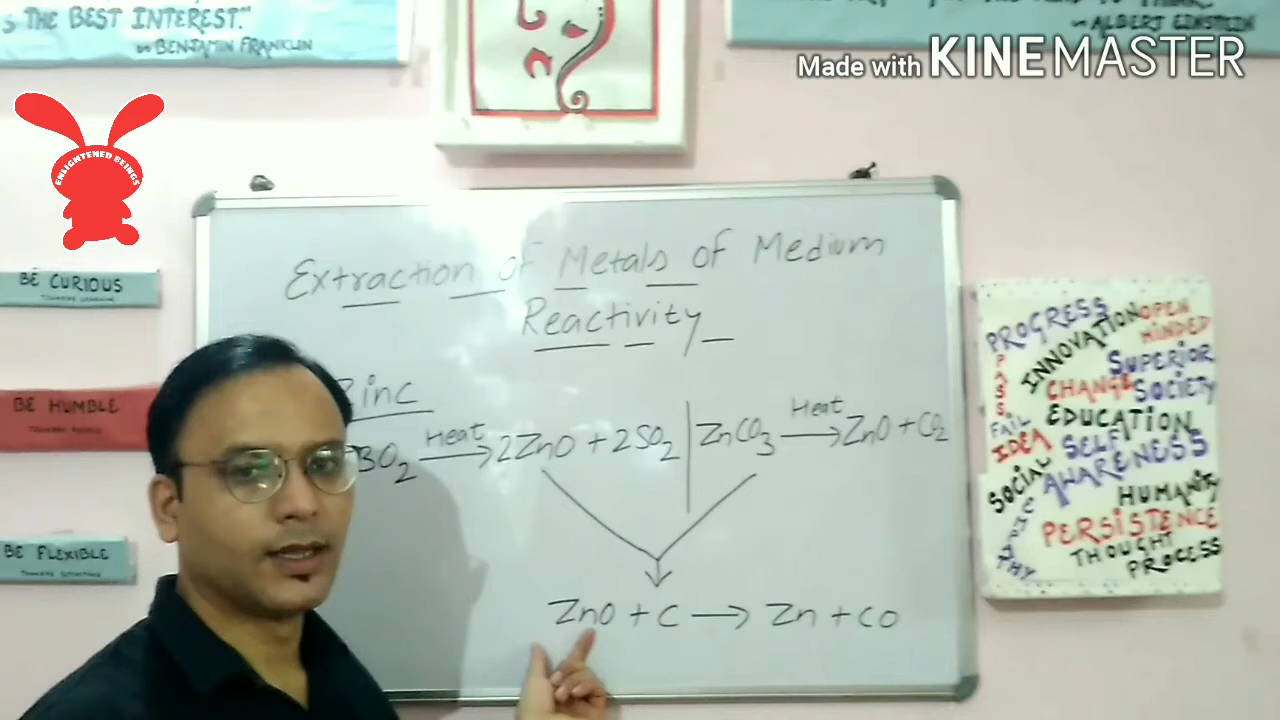 S THE BEST INTEREST."
BENJAMIN FRANKLIN
ALBERT EINSTEIN
Made with KINEMASTER
ENLIGHTENED BEINGS
BE CURIOUS
BE HUMBLE
BE FLEXIBLE
Extraction of Metals of Medium
Reactivity
Zinc
3O2 Heat → 2ZnO + 2SO2 | ZnCO3 Heat → ZnO + CO2
ZnO + C → Zn + CO
PROGRESS
INNOVATION
OPEN
MINDED
PASS
FAIL
SUPERIOR
CHANGE
SOCIETY
EDUCATION
IDEA
SELF
AWARENESS
SOCIAL
HUMANITY
PERSISTENCE
THOUGHT
PROCESS